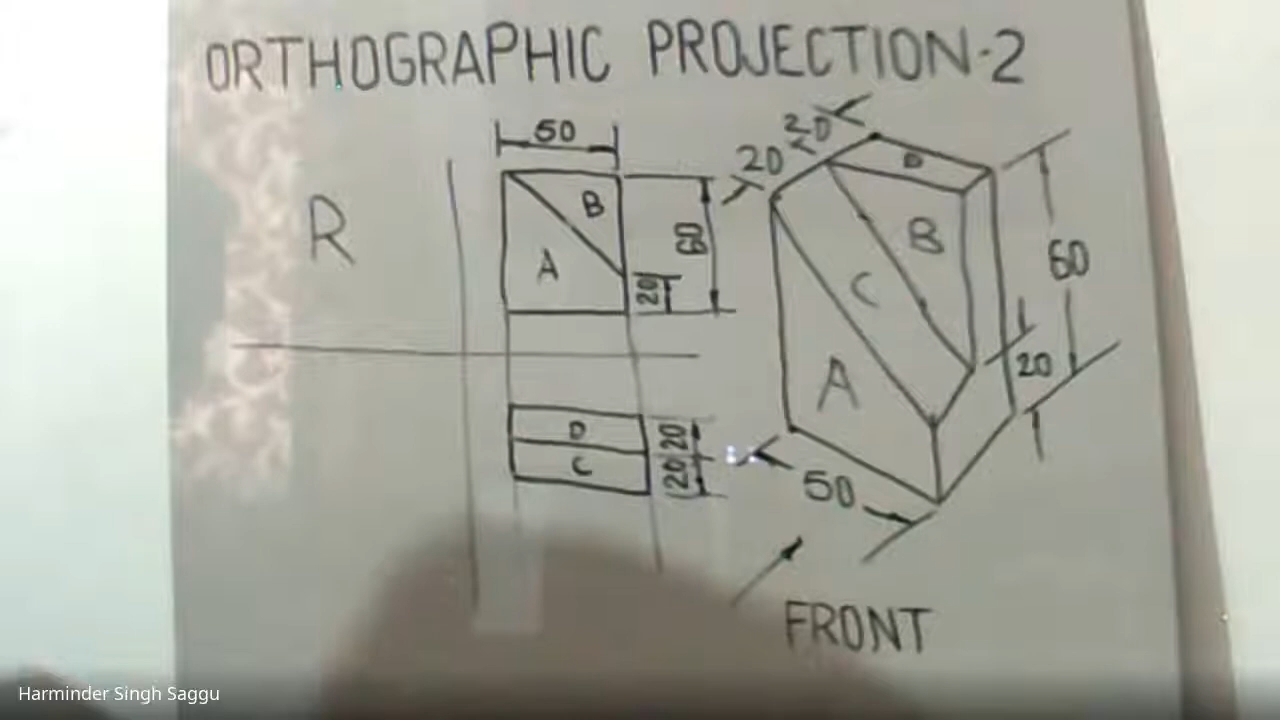 ORTHOGRAPHIC PROJECTION-2
50
R
A
B
60
20
D
C
20
20
20
20
D
B
C
A
60
20
50
FRONT
Harminder Singh Saggu